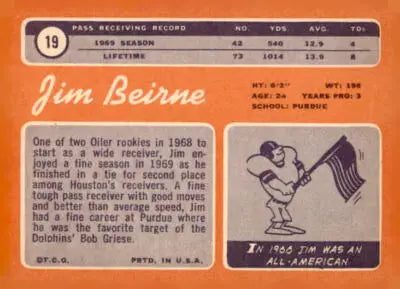 19
PASS RECEIVING RECORD NO. YDS. AVG. TDs
1969 SEASON 42 540 12.9 4
LIFETIME 73 1014 13.9 8
Jim Beirne
HT: 6'2" WT: 196
AGE: 24 YEARS PRO: 3
SCHOOL: PURDUE
One of two Oiler rookies in 1968 to
start as a wide receiver, Jim en-
joyed a fine season in 1969 as he
finished in a tie for second place
among Houston's receivers. A fine
tough pass receiver with good moves
and better than average speed, Jim
had a fine career at Purdue where
he was the favorite target of the
Dolphins' Bob Griese.
©T.C.G. PRTD. IN U.S.A.
IN 1966 JIM WAS AN
ALL-AMERICAN